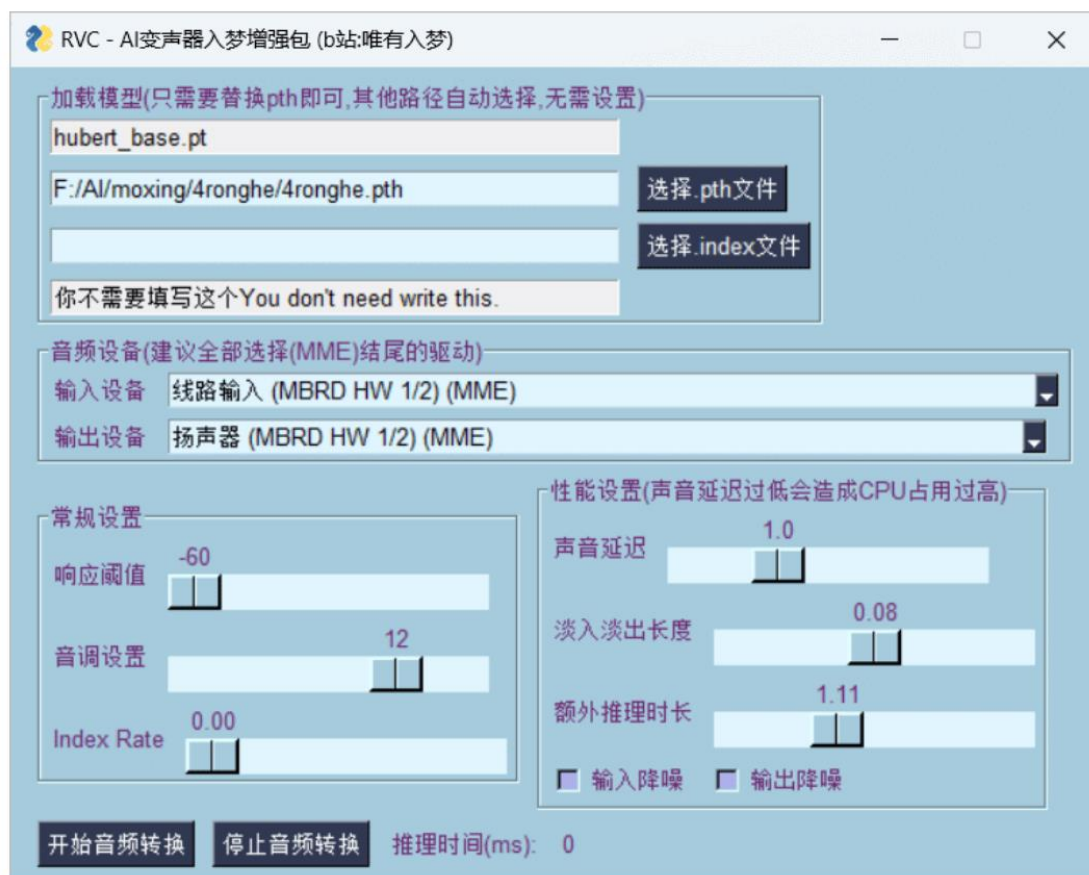 RVC - AI变声器入梦增强包 (b站:唯有入梦)
加载模型(只需要替换pth即可,其他路径自动选择,无需设置)
hubert_base.pt
F:/AI/moxing/4ronghe/4ronghe.pth 选择.pth文件
选择.index文件
你不需要填写这个You don't need write this.
音频设备(建议全部选择(MME)结尾的驱动)
输入设备 线路输入 (MBRD HW 1/2) (MME)
输出设备 扬声器 (MBRD HW 1/2) (MME)
常规设置
-60
响应阈值
12
音调设置
0.00
Index Rate
性能设置(声音延迟过低会造成CPU占用过高)
1.0
声音延迟
0.08
淡入淡出长度
1.11
额外推理时长
输入降噪 输出降噪
开始音频转换 停止音频转换 推理时间(ms): 0